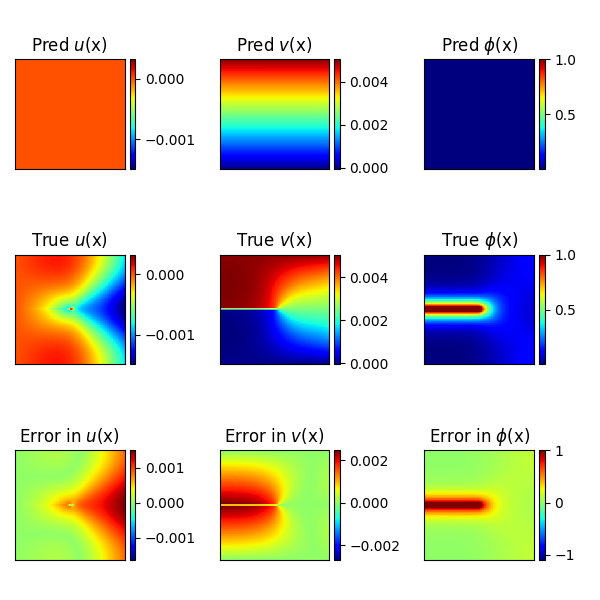 Pred u(x)
Pred v(x)
Pred ϕ(x)
0.000
−0.001
0.004
0.002
0.000
1.0
0.5
True u(x)
True v(x)
True ϕ(x)
0.000
−0.001
0.004
0.002
0.000
1.0
0.5
Error in u(x)
Error in v(x)
Error in ϕ(x)
0.001
0.000
−0.001
0.002
0.000
−0.002
1
0
−1